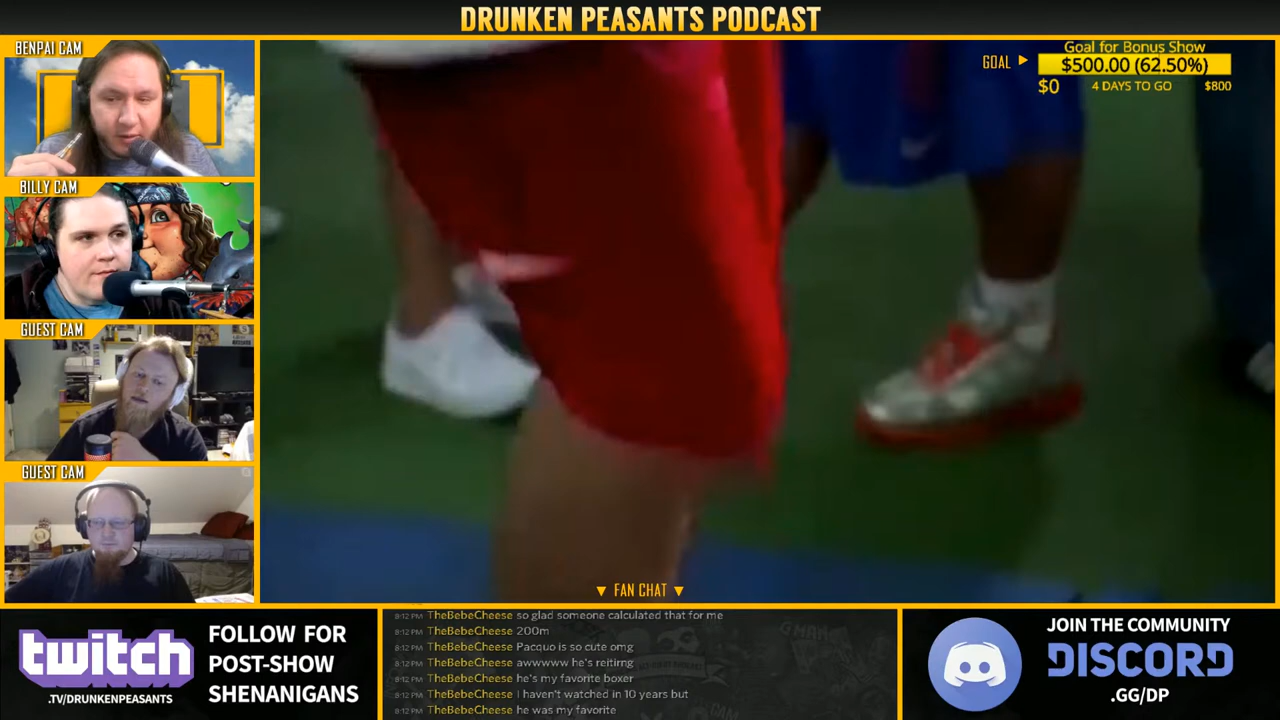 DRUNKEN PEASANTS PODCAST
BENPAI CAM
BILLY CAM
GUEST CAM
GUEST CAM
Goal for Bonus Show
GOAL ▶ $500.00 (62.50%)
$0 4 DAYS TO GO $800
▼ FAN CHAT ▼
8:12 PM TheBebeCheese so glad someone calculated that for me
8:12 PM TheBebeCheese 200m
8:12 PM TheBebeCheese Pacquo is so cute omg
8:12 PM TheBebeCheese awwwww he's reitirng
8:12 PM TheBebeCheese he's my favorite boxer
8:12 PM TheBebeCheese I haven't watched in 10 years but
8:12 PM TheBebeCheese he was my favorite
twitch
.TV/DRUNKENPEASANTS
FOLLOW FOR
POST-SHOW
SHENANIGANS
JOIN THE COMMUNITY
DISCORD
.GG/DP